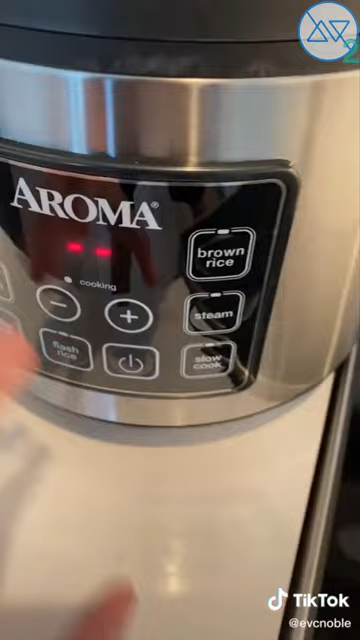 AROMA®
--
cooking
brown
rice
- +
steam
flash
rice
slow
cook
TikTok
@evcnoble